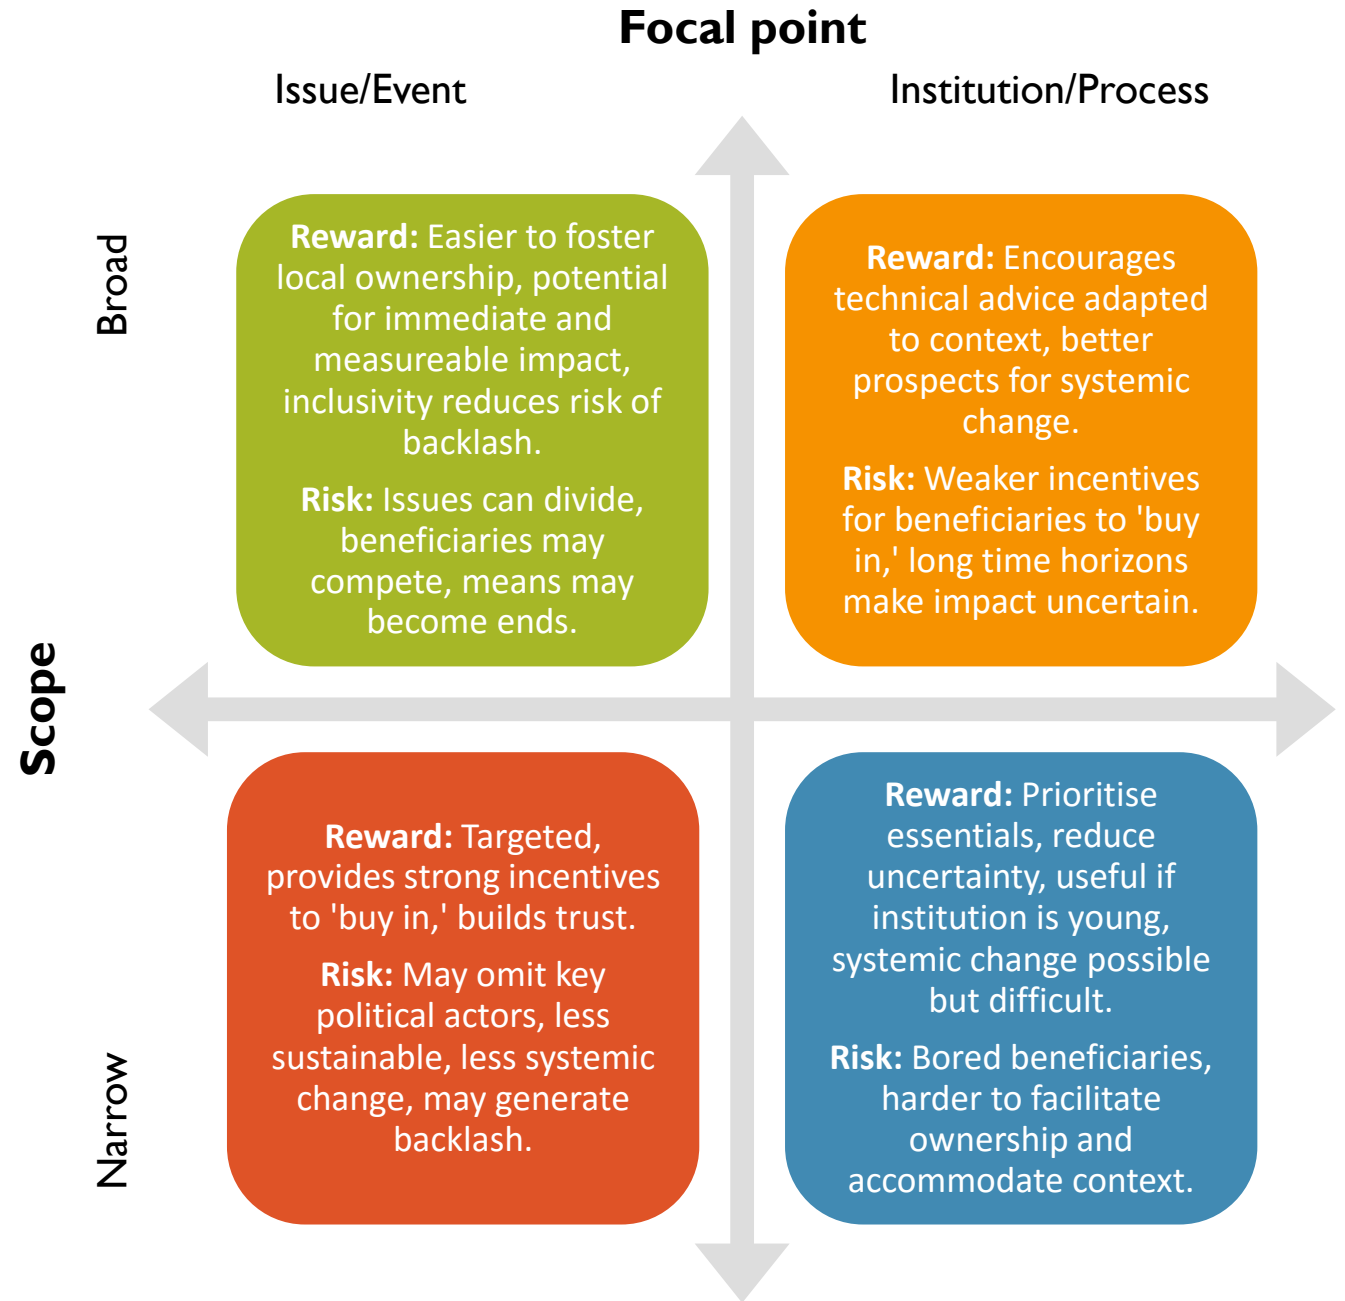 Focal point
Issue/Event
Institution/Process
Scope
Broad
Reward: Easier to foster
local ownership, potential
for immediate and
measureable impact,
inclusivity reduces risk of
backlash.
Risk: Issues can divide,
beneficiaries may
compete, means may
become ends.
Reward: Encourages
technical advice adapted
to context, better
prospects for systemic
change.
Risk: Weaker incentives
for beneficiaries to 'buy
in,' long time horizons
make impact uncertain.
Narrow
Reward: Targeted,
provides strong incentives
to 'buy in,' builds trust.
Risk: May omit key
political actors, less
sustainable, less systemic
change, may generate
backlash.
Reward: Prioritise
essentials, reduce
uncertainty, useful if
institution is young,
systemic change possible
but difficult.
Risk: Bored beneficiaries,
harder to facilitate
ownership and
accommodate context.